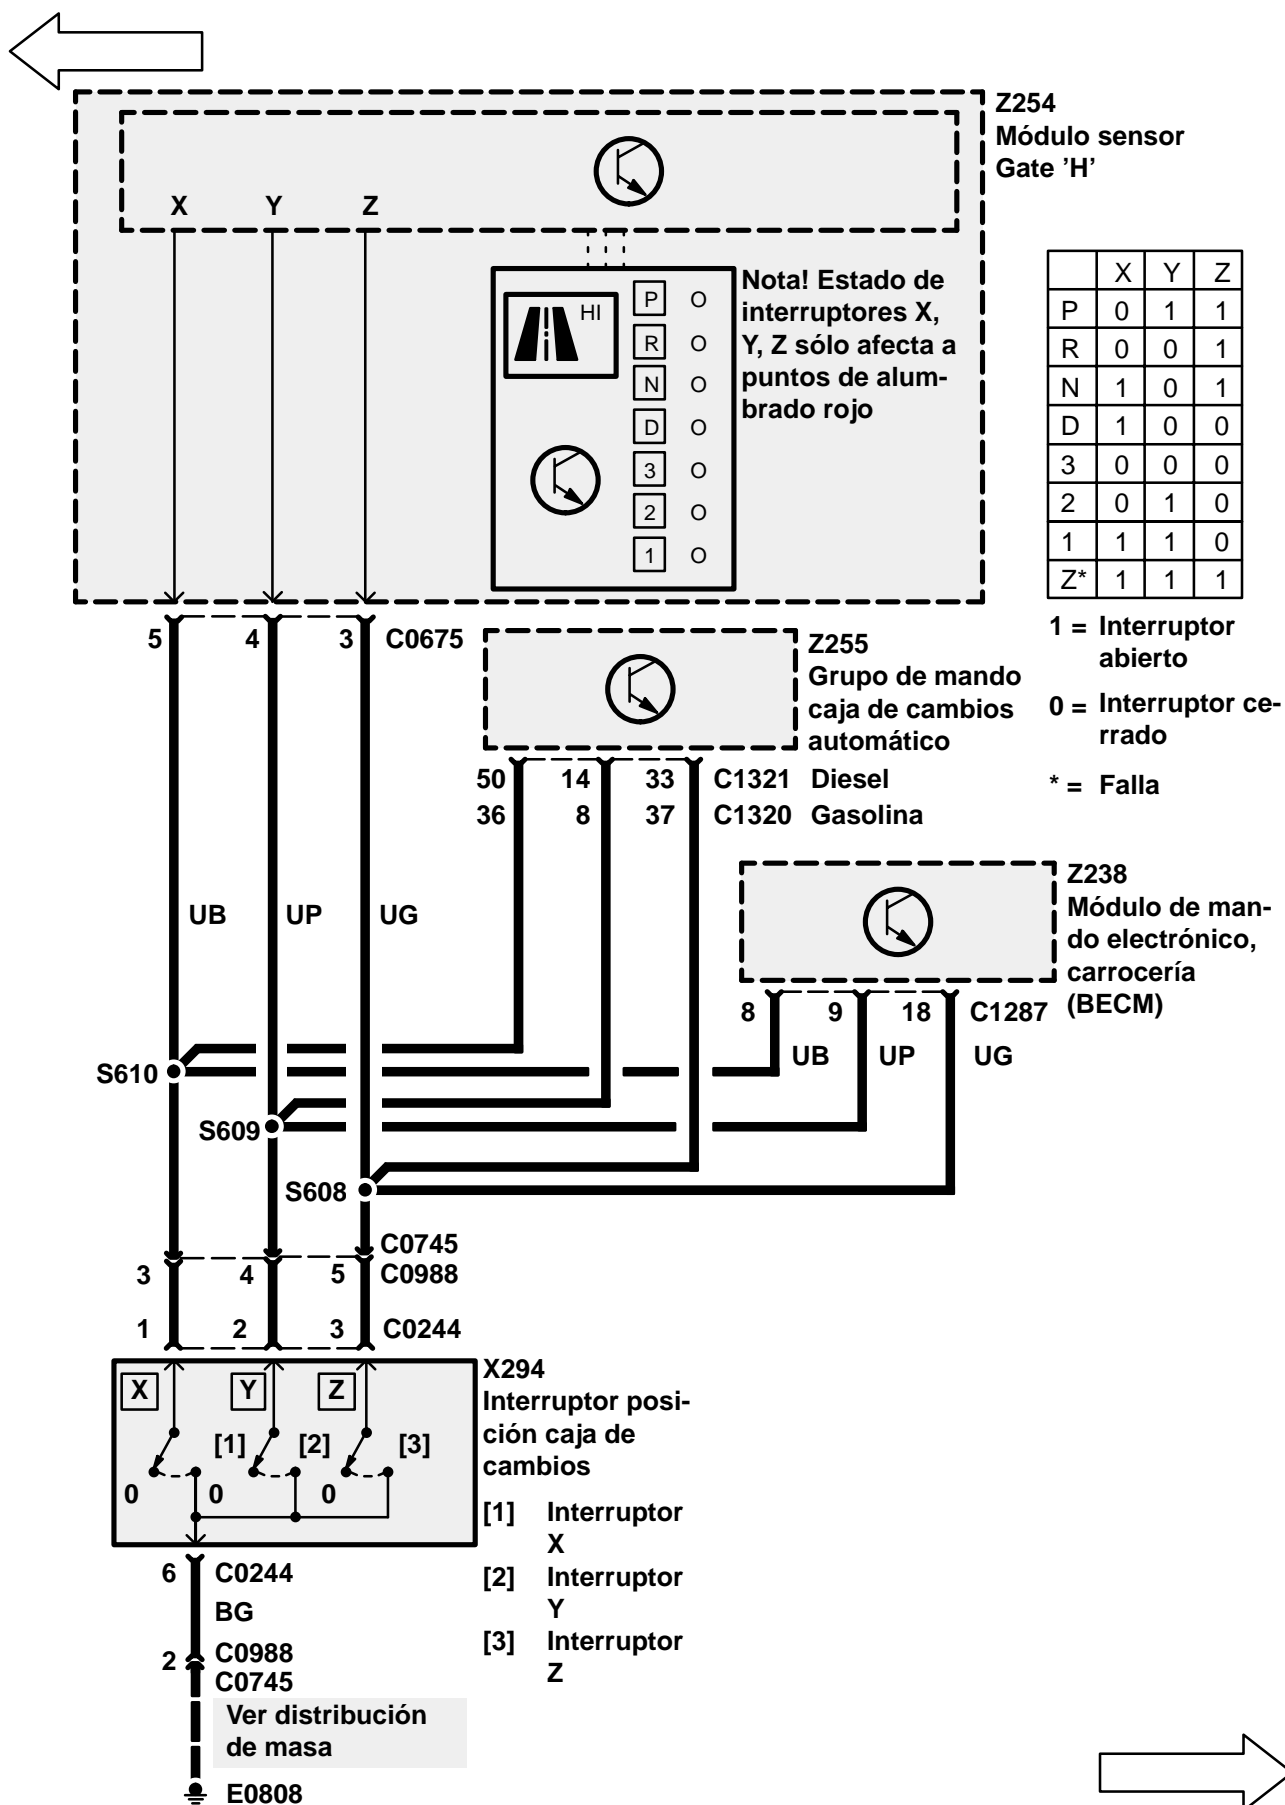 Z254
Módulo sensor
Gate ’H’
X Y Z
HI
P O
R O
N O
D O
3 O
2 O
1 O
Nota! Estado de
interruptores X,
Y, Z sólo afecta a
puntos de alum-
brado rojo
X Y Z
P 0 1 1
R 0 0 1
N 1 0 1
D 1 0 0
3 0 0 0
2 0 1 0
1 1 1 0
Z* 1 1 1
1 = Interruptor
abierto
0 = Interruptor ce-
rrado
* = Falla
5 4 3 C0675
Z255
Grupo de mando
caja de cambios
automático
50 14 33 C1321 Diesel
36 8 37 C1320 Gasolina
Z238
Módulo de man-
do electrónico,
carrocería
(BECM)
UB UP UG
8 9 18 C1287
UB UP UG
S610
S609
S608
C0745
3 4 5 C0988
1 2 3 C0244
X Y Z
[1] [2] [3]
0 0 0
X294
Interruptor posi-
ción caja de
cambios
[1] Interruptor
X
[2] Interruptor
Y
[3] Interruptor
Z
6 C0244
BG
2 C0988
C0745
Ver distribución
de masa
E0808